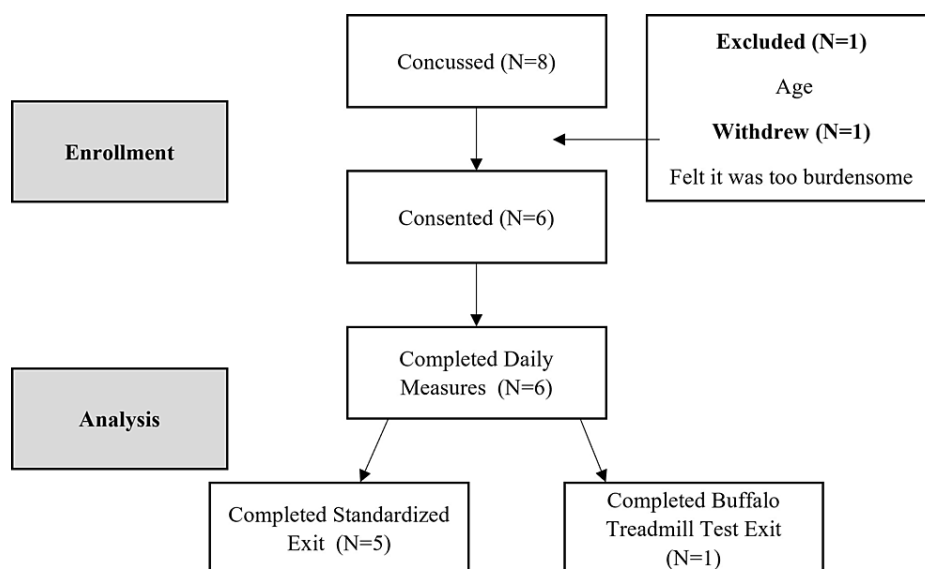 Concussed (N=8)
Excluded (N=1)
Age
Withdrew (N=1)
Felt it was too burdensome
Enrollment
Consented (N=6)
Completed Daily
Measures (N=6)
Analysis
Completed Standardized
Exit (N=5)
Completed Buffalo
Treadmill Test Exit
(N=1)